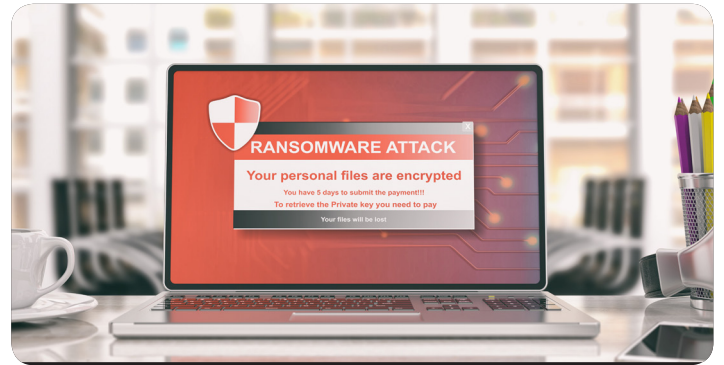 X
RANSOMWARE ATTACK
Your personal files are encrypted
You have 5 days to submit the payment!!!
To retrieve the Private key you need to pay
Your files will be lost